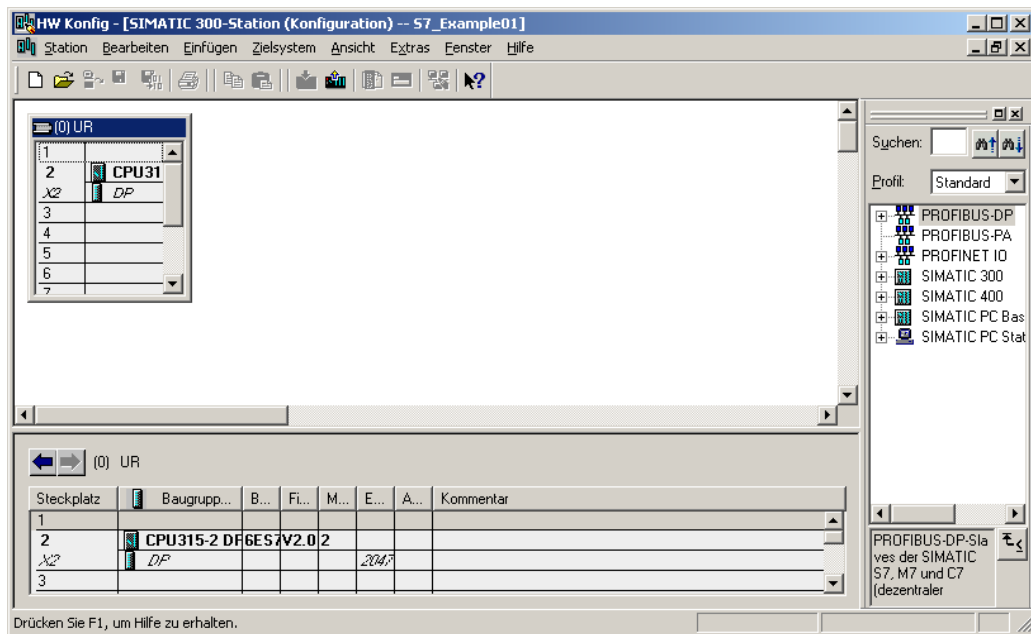 HW Konfig - [SIMATIC 300-Station (Konfiguration) -- S7_Example01]
Station Bearbeiten Einfügen Zielsystem Ansicht Extras Fenster Hilfe
(0) UR
1
2 CPU31
X2 DP
3
4
5
6
7
Suchen:
Profil: Standard
PROFIBUS-DP
PROFIBUS-PA
PROFINET IO
SIMATIC 300
SIMATIC 400
SIMATIC PC Bas
SIMATIC PC Stat
(0) UR
Steckplatz Baugrupp... B... Fi... M... E... A... Kommentar
1
2 CPU315-2 DP 6ES7 V2.0 2
X2 DP 2047
3
PROFIBUS-DP-Sla
ves der SIMATIC
S7, M7 und C7
(dezentraler
Drücken Sie F1, um Hilfe zu erhalten.